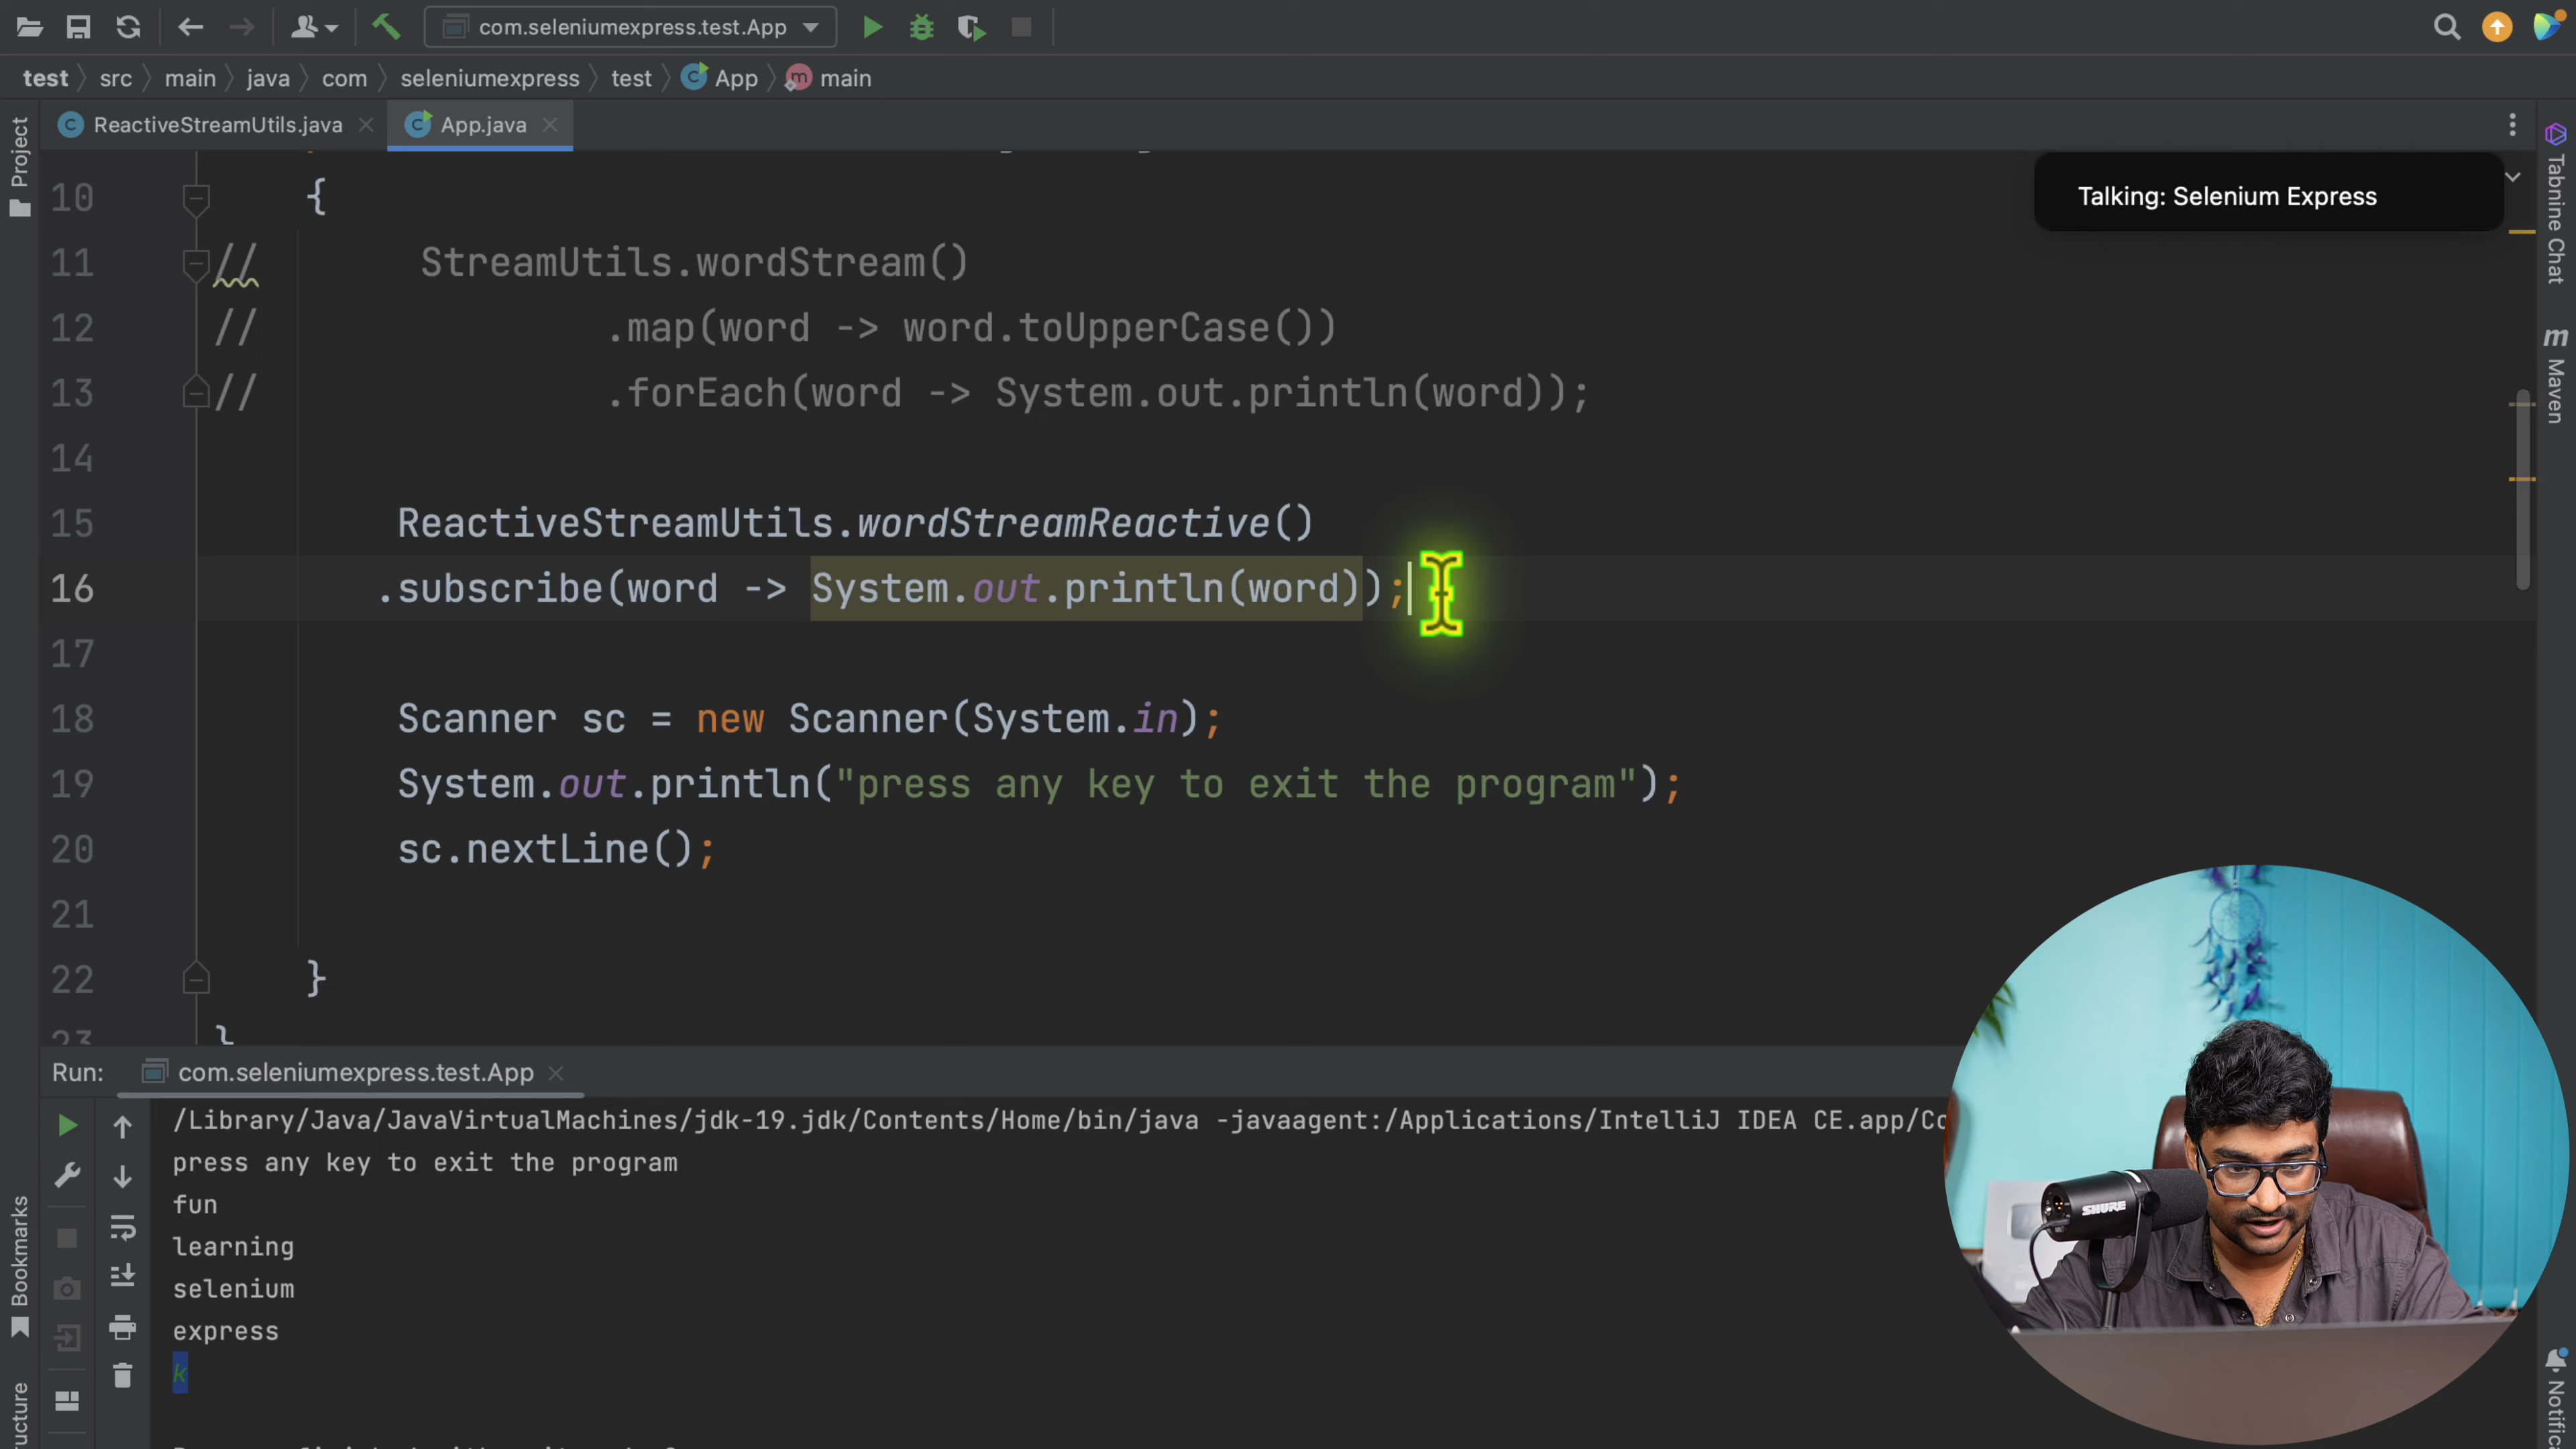 com.seleniumexpress.test.App
test src main java com seleniumexpress test App main
ReactiveStreamUtils.java App.java
Project
Talking: Selenium Express
Tabnine Chat
Maven
10 {
11 // StreamUtils.wordStream()
12 // .map(word -> word.toUpperCase())
13 // .forEach(word -> System.out.println(word));
14
15 ReactiveStreamUtils.wordStreamReactive()
16 .subscribe(word -> System.out.println(word));
17
18 Scanner sc = new Scanner(System.in);
19 System.out.println("press any key to exit the program");
20 sc.nextLine();
21
22 }
23 }
Run: com.seleniumexpress.test.App
/Library/Java/JavaVirtualMachines/jdk-19.jdk/Contents/Home/bin/java -javaagent:/Applications/IntelliJ IDEA CE.app/Co
press any key to exit the program
fun
learning
selenium
express
k
SHURE
Bookmarks
ructure
Notific